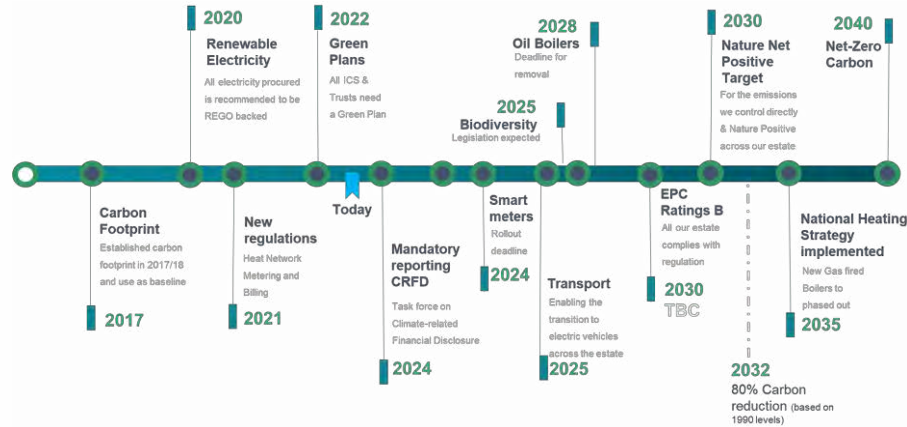 2020
Renewable
Electricity
All electricity procured
is recommended to be
REGO backed
2022
Green
Plans
All ICS &
Trusts need
a Green Plan
2028
Oil Boilers
Deadline for
removal
2025
Biodiversity
Legislation expected
2030
Nature Net
Positive
Target
For the emissions
we control directly
& Nature Positive
across our estate
2040
Net-Zero
Carbon
Today
Carbon
Footprint
Established carbon
footprint in 2017/18
and use as baseline
2017
New
regulations
Heat Network
Metering and
Billing
2021
Mandatory
reporting
CRFD
Task force on
Climate-related
Financial Disclosure
2024
Smart
meters
Rollout
deadline
2024
Transport
Enabling the
transition to
electric vehicles
across the estate
2025
EPC
Ratings B
All our estate
complies with
regulation
2030
TBC
2032
80% Carbon
reduction (based on
1990 levels)
National Heating
Strategy
implemented
New Gas fired
Boilers to
phased out
2035